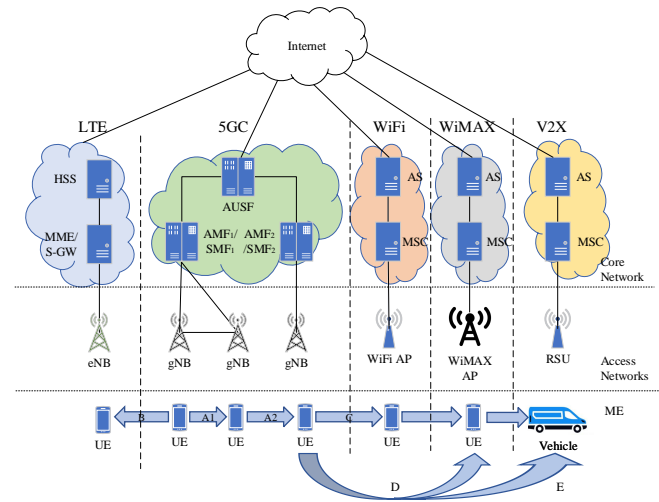 Internet
LTE
5GC
WiFi
WiMAX
V2X
HSS
AUSF
AS
AS
AS
MME/
S-GW
AMF₁/
SMF₁
AMF₂
/SMF₂
MSC
MSC
MSC
Core
Network
eNB
gNB
gNB
gNB
WiFi AP
WiMAX
AP
RSU
Access
Networks
B
A1
A2
C
ME
UE
UE
UE
UE
UE
UE
Vehicle
D
E